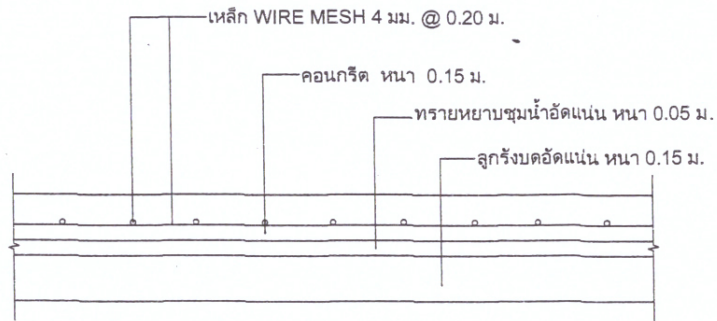 เหล็ก WIRE MESH 4 มม. @ 0.20 ม.
คอนกรีต หนา 0.15 ม.
ทรายหยาบชุ่มน้ำอัดแน่น หนา 0.05 ม.
ลูกรังบดอัดแน่น หนา 0.15 ม.